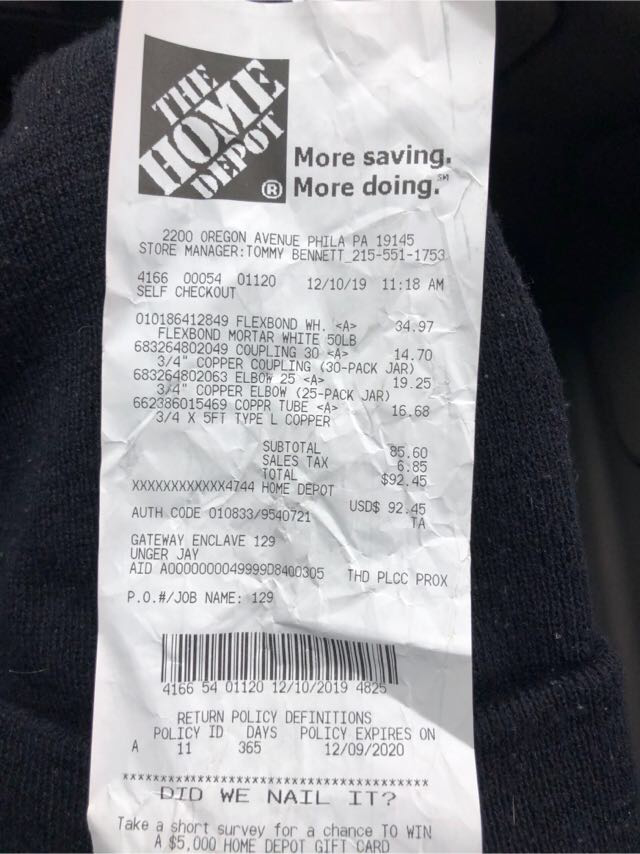 THE
HOME
DEPOT
®
More saving.
More doing.℠
2200 OREGON AVENUE PHILA PA 19145
STORE MANAGER:TOMMY BENNETT 215-551-1753
4166 00054 01120 12/10/19 11:18 AM
SELF CHECKOUT
010186412849 FLEXBOND WH. <A> 34.97
FLEXBOND MORTAR WHITE 50LB
683264802049 COUPLING 30 <A> 14.70
3/4" COPPER COUPLING (30-PACK JAR)
683264802063 ELBOW 25 <A> 19.25
3/4" COPPER ELBOW (25-PACK JAR)
662386015469 COPPR TUBE <A> 16.68
3/4 X 5FT TYPE L COPPER
SUBTOTAL 85.60
SALES TAX 6.85
TOTAL $92.45
XXXXXXXXXXXX4744 HOME DEPOT
USD$ 92.45
AUTH CODE 010833/9540721 TA
GATEWAY ENCLAVE 129
UNGER JAY
AID A0000000049999D8400305 THD PLCC PROX
P.O.#/JOB NAME: 129
4166 54 01120 12/10/2019 4825
RETURN POLICY DEFINITIONS
POLICY ID DAYS POLICY EXPIRES ON
A 11 365 12/09/2020
DID WE NAIL IT?
Take a short survey for a chance TO WIN
A $5,000 HOME DEPOT GIFT CARD